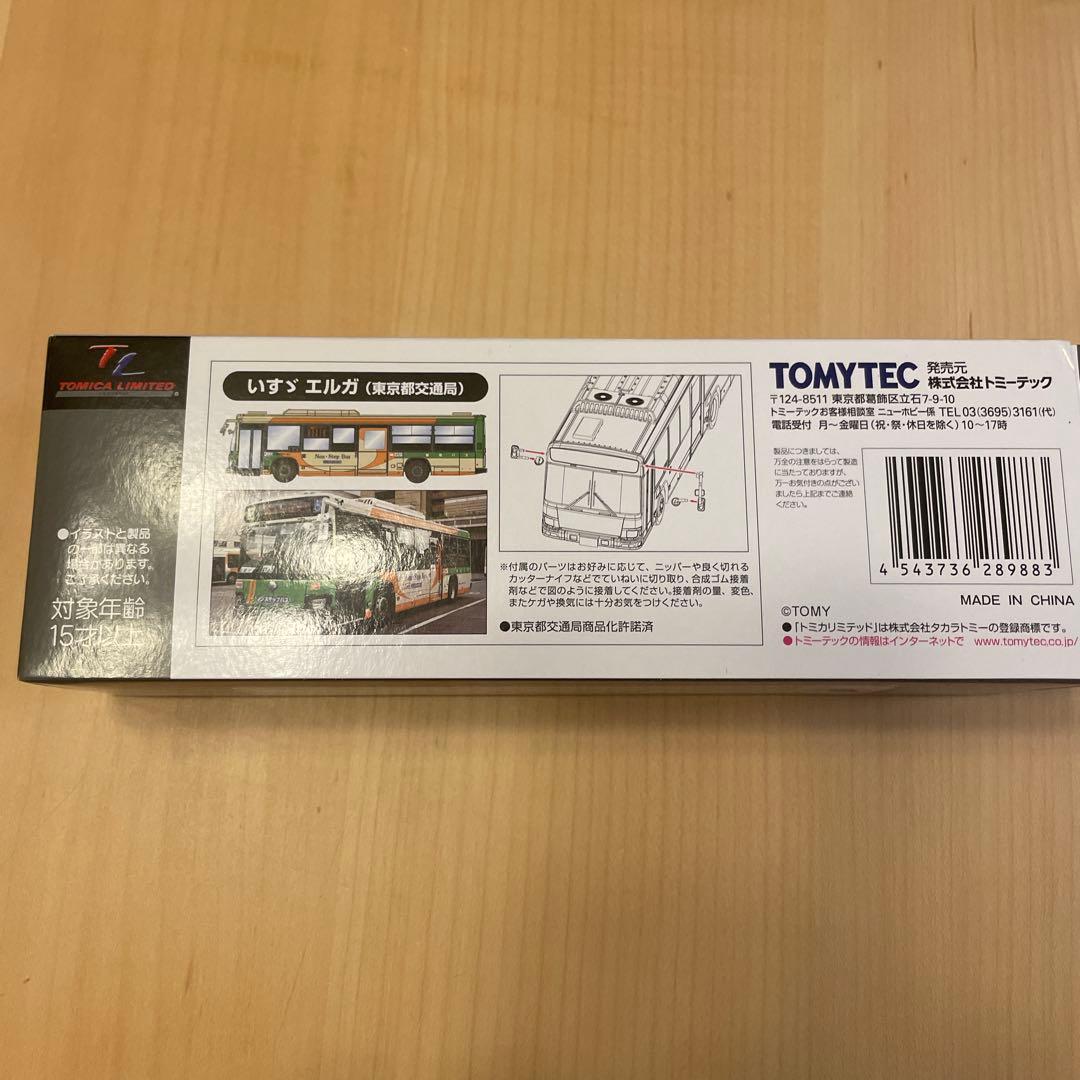 TOMICA LIMITED
●イラストと製品
の一部は異なる
場合があります。
ご了承ください。
対象年齢
15才以上
いすゞ エルガ（東京都交通局）
Non-Step Bus
ノンステップバス
※付属のパーツはお好みに応じて、ニッパーや良く切れる
カッターナイフなどでていねいに切り取り、合成ゴム接着
剤などで図のように接着してください。接着剤の量、変色、
またケガや換気には十分お気をつけください。
●東京都交通局商品化許諾済
TOMYTEC 発売元 株式会社トミーテック
〒124-8511 東京都葛飾区立石7-9-10
トミーテックお客様相談室 ニューホビー係 TEL 03(3695)3161(代)
電話受付 月～金曜日(祝・祭・休日を除く)10～17時
製品につきましては、
万全の注意をはらって製造
に当たっておりますが、
万一お気付きの点がござい
ましたら上記までご連絡
ください。
4 543736 289883
MADE IN CHINA
©TOMY
●「トミカリミテッド」は株式会社タカラトミーの登録商標です。
●トミーテックの情報はインターネットで www.tomytec.co.jp/